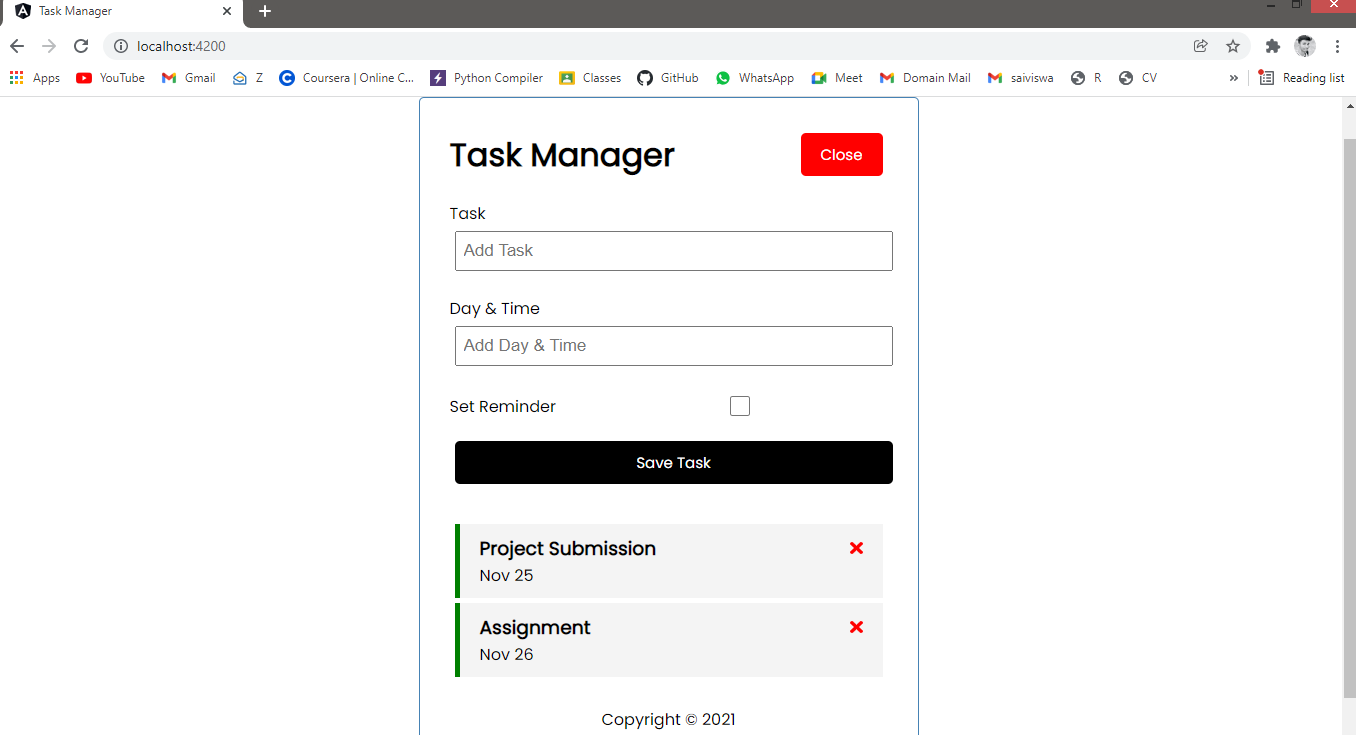 Task Manager
localhost:4200
Apps YouTube Gmail Z Coursera | Online C... Python Compiler Classes GitHub WhatsApp Meet Domain Mail saiviswa R CV » Reading list
Task Manager Close
Task
Add Task
Day & Time
Add Day & Time
Set Reminder
Save Task
Project Submission
Nov 25
Assignment
Nov 26
Copyright © 2021